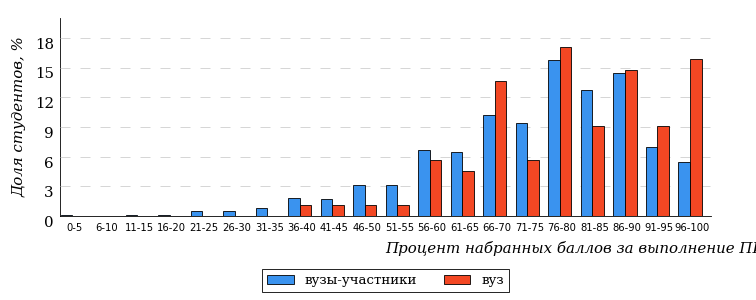 Доля студентов, %
18
15
12
9
6
3
0
0-5 6-10 11-15 16-20 21-25 26-30 31-35 36-40 41-45 46-50 51-55 56-60 61-65 66-70 71-75 76-80 81-85 86-90 91-95 96-100
Процент набранных баллов за выполнение
вузы-участники вуз